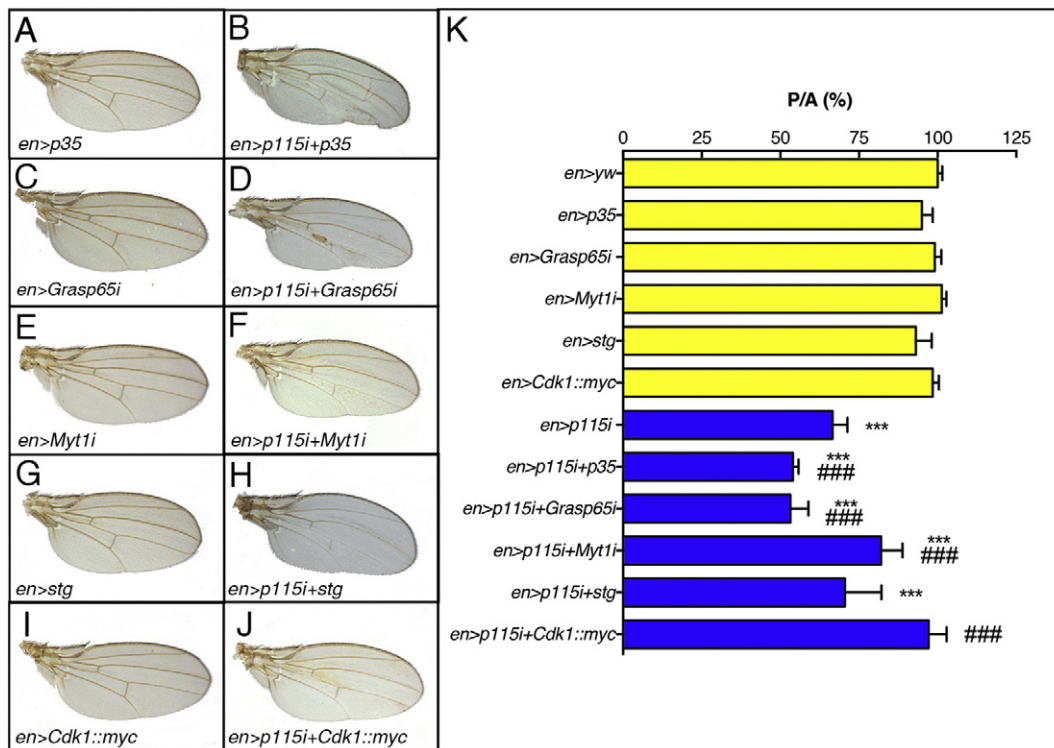 A
en>p35
B
en>p115i+p35
C
en>Grasp65i
D
en>p115i+Grasp65i
E
en>Myt1i
F
en>p115i+Myt1i
G
en>stg
H
en>p115i+stg
I
en>Cdk1::myc
J
en>p115i+Cdk1::myc
K
P/A (%)
0 25 50 75 100 125
en>yw
en>p35
en>Grasp65i
en>Myt1i
en>stg
en>Cdk1::myc
en>p115i ***
en>p115i+p35 ***
###
en>p115i+Grasp65i ***
###
en>p115i+Myt1i ***
###
en>p115i+stg ***
en>p115i+Cdk1::myc ###